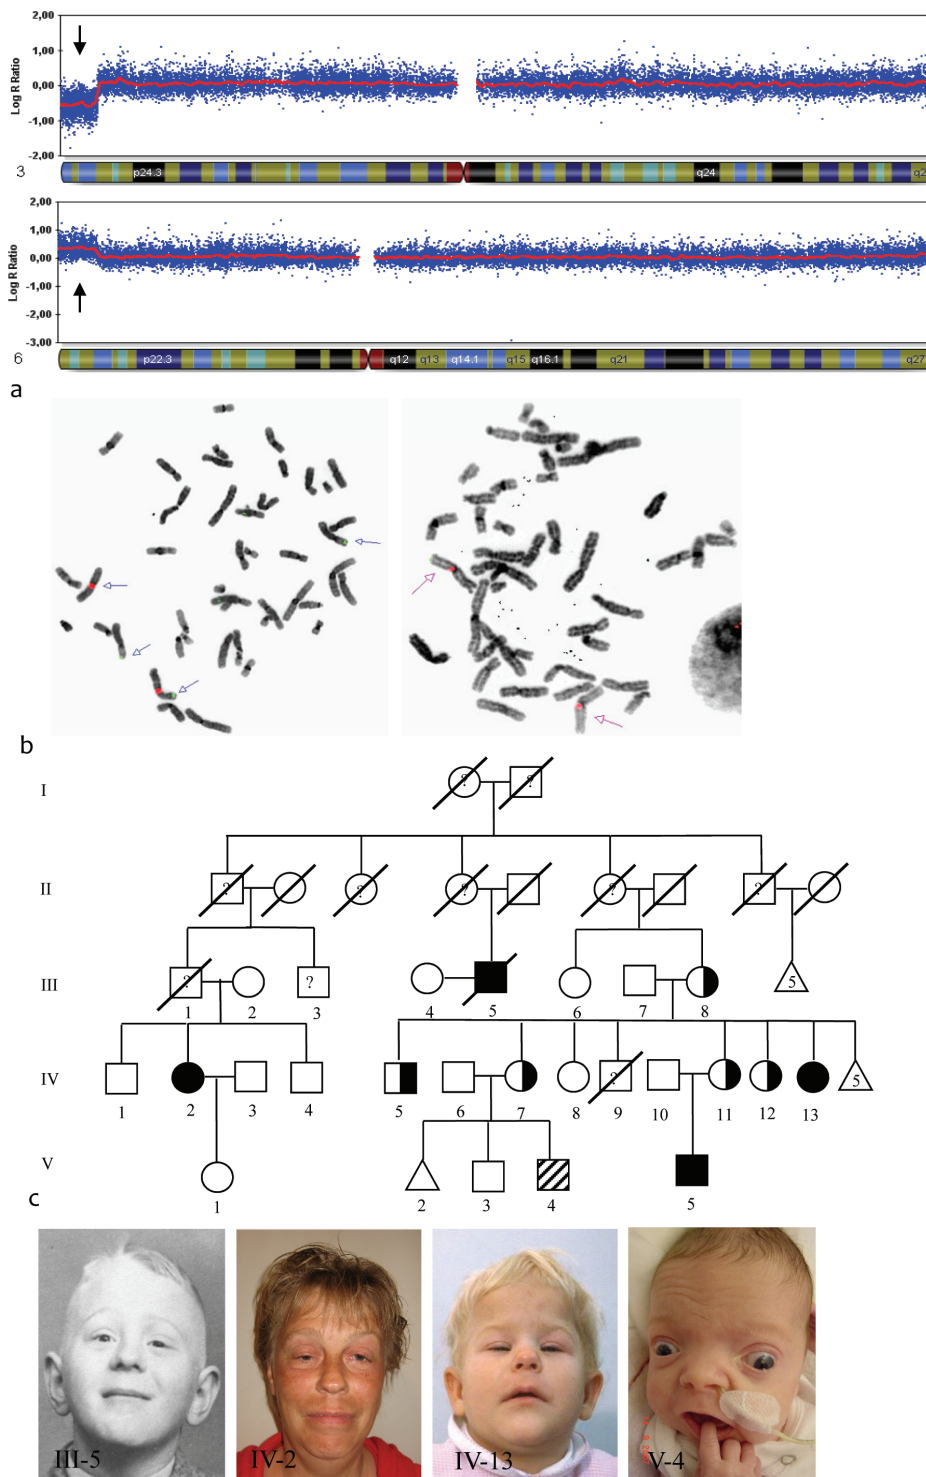 2,00
1,00
0,00
-1,00
-2,00
Log R Ratio
3
p24.3
q24
2,00
1,00
0,00
-1,00
-2,00
-3,00
Log R Ratio
6
p22.3
q12
q13
q14.1
q15
q16.1
q21
q27
a
b
I
? ?
II
? ? ? ? ?
III
? ? 5
1 2 3 4 5 6 7 8
IV
? 5
1 2 3 4 5 6 7 8 9 10 11 12 13
V
1 2 3 4 5
c
III-5
IV-2
IV-13
V-4